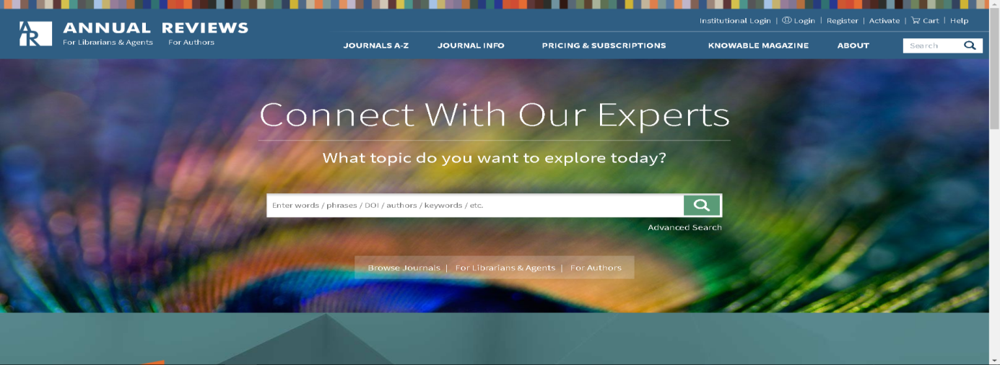 Institutional Login | Login | Register | Activate | Cart | Help
AR
ANNUAL REVIEWS
For Librarians & Agents For Authors
JOURNALS A-Z JOURNAL INFO PRICING & SUBSCRIPTIONS KNOWABLE MAGAZINE ABOUT Search
Connect With Our Experts
What topic do you want to explore today?
Enter words / phrases / DOI / authors / keywords / etc.
Advanced Search
Browse Journals | For Librarians & Agents | For Authors